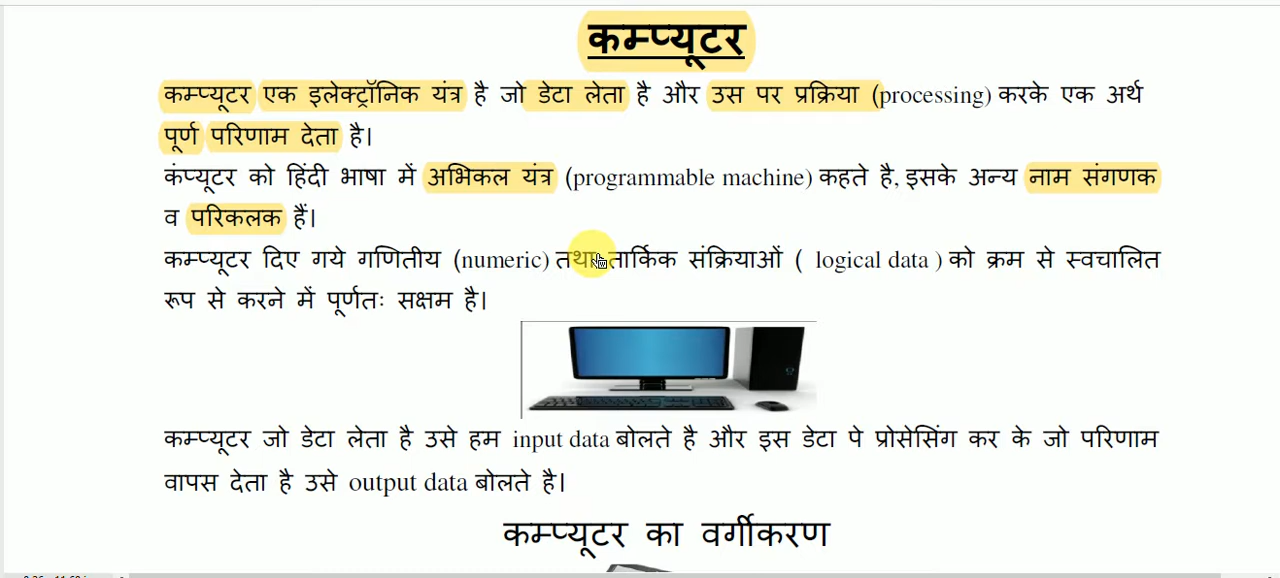 कम्प्यूटर
कम्प्यूटर एक इलेक्ट्रॉनिक यंत्र है जो डेटा लेता है और उस पर प्रक्रिया (processing) करके एक अर्थ
पूर्ण परिणाम देता है।
कंप्यूटर को हिंदी भाषा में अभिकल यंत्र (programmable machine) कहते है, इसके अन्य नाम संगणक
व परिकलक हैं।
कम्प्यूटर दिए गये गणितीय (numeric) तथा तार्किक संक्रियाओं ( logical data ) को क्रम से स्वचालित
रूप से करने में पूर्णतः सक्षम है।
कम्प्यूटर जो डेटा लेता है उसे हम input data बोलते है और इस डेटा पे प्रोसेसिंग कर के जो परिणाम
वापस देता है उसे output data बोलते है।
कम्प्यूटर का वर्गीकरण